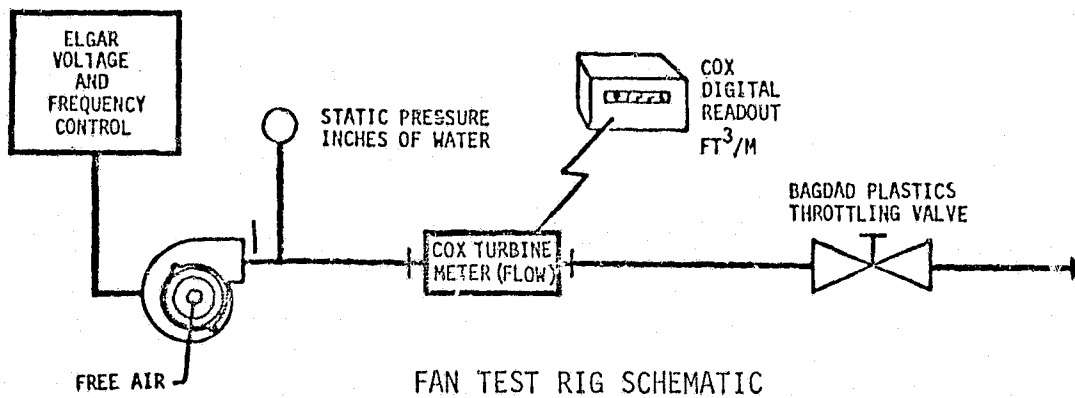 ELGAR
VOLTAGE
AND
FREQUENCY
CONTROL
STATIC PRESSURE
INCHES OF WATER
COX
DIGITAL
READOUT
FT³/M
BAGDAD PLASTICS
THROTTLING VALVE
COX TURBINE
METER (FLOW)
FREE AIR
FAN TEST RIG SCHEMATIC